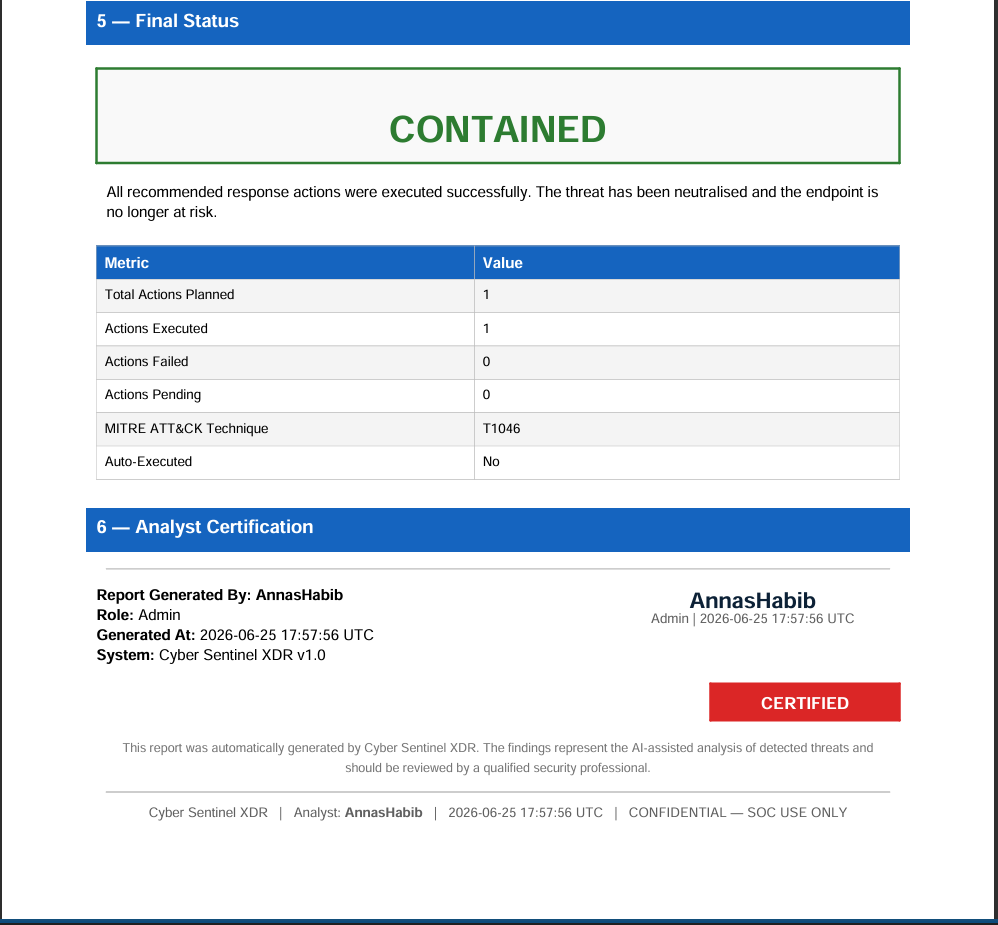 5 — Final Status
CONTAINED
All recommended response actions were executed successfully. The threat has been neutralised and the endpoint is
no longer at risk.
Metric Value
Total Actions Planned 1
Actions Executed 1
Actions Failed 0
Actions Pending 0
MITRE ATT&CK Technique T1046
Auto-Executed No
6 — Analyst Certification
Report Generated By: AnnasHabib
Role: Admin
Generated At: 2026-06-25 17:57:56 UTC
System: Cyber Sentinel XDR v1.0
AnnasHabib
Admin | 2026-06-25 17:57:56 UTC
CERTIFIED
This report was automatically generated by Cyber Sentinel XDR. The findings represent the AI-assisted analysis of detected threats and
should be reviewed by a qualified security professional.
Cyber Sentinel XDR | Analyst: AnnasHabib | 2026-06-25 17:57:56 UTC | CONFIDENTIAL — SOC USE ONLY